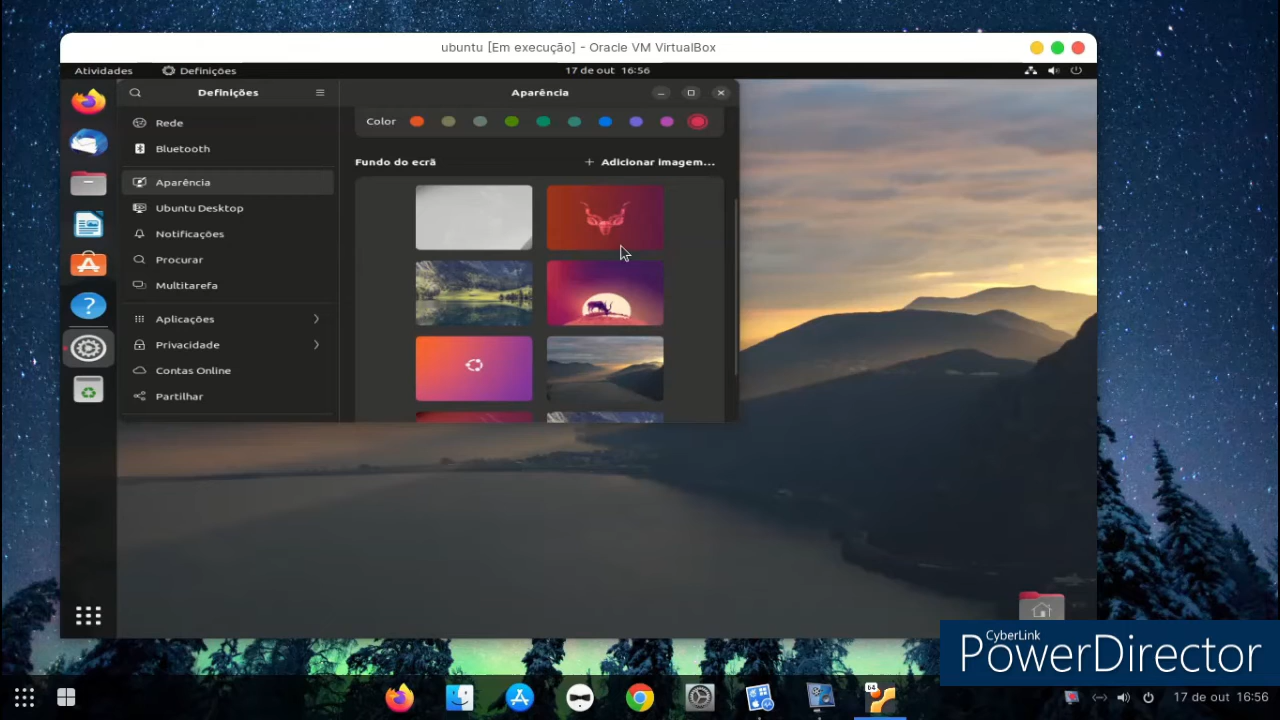 ubuntu [Em execução] - Oracle VM VirtualBox
Atividades
Definições
17 de out 16:56
Definições
Aparência
Rede
Bluetooth
Aparência
Ubuntu Desktop
Notificações
Procurar
Multitarefa
Aplicações
Privacidade
Contas Online
Partilhar
Color
Fundo do ecrã
+ Adicionar imagem...
CyberLink
PowerDirector
64
17 de out 16:56